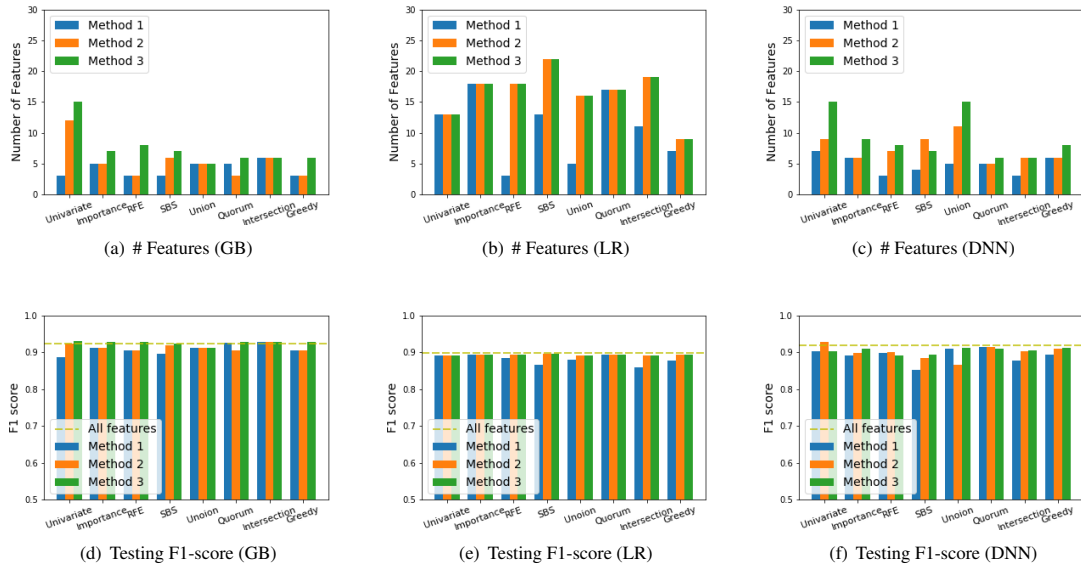 30
25
20
15
10
5
0
Number of Features
Method 1
Method 2
Method 3
Univariate
Importance
RFE
SBS
Union
Quorum
Intersection
Greedy
(a) # Features (GB)
30
25
20
15
10
5
0
Number of Features
Method 1
Method 2
Method 3
Univariate
Importance
RFE
SBS
Union
Quorum
Intersection
Greedy
(b) # Features (LR)
30
25
20
15
10
5
0
Number of Features
Method 1
Method 2
Method 3
Univariate
Importance
RFE
SBS
Union
Quorum
Intersection
Greedy
(c) # Features (DNN)
1.0
0.9
0.8
0.7
0.6
0.5
F1 score
All features
Method 1
Method 2
Method 3
Univariate
Importance
RFE
SBS
Unoion
Quorum
Intersection
Greedy
(d) Testing F1-score (GB)
1.0
0.9
0.8
0.7
0.6
0.5
F1 score
All features
Method 1
Method 2
Method 3
Univariate
Importance
RFE
SBS
Unoion
Quorum
Intersection
Greedy
(e) Testing F1-score (LR)
1.0
0.9
0.8
0.7
0.6
0.5
F1 score
All features
Method 1
Method 2
Method 3
Univariate
Importance
RFE
SBS
Unoion
Quorum
Intersection
Greedy
(f) Testing F1-score (DNN)